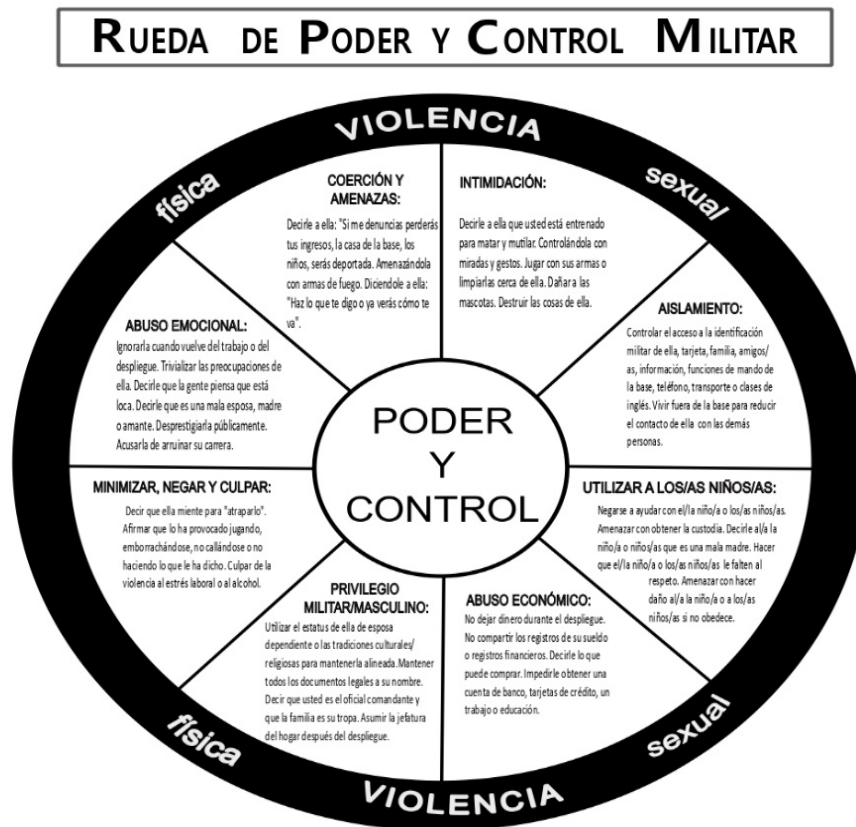 RUEDA DE PODER Y CONTROL MILITAR
VIOLENCIA
física
sexual
COERCIÓN Y
AMENAZAS:
Decirle a ella: "Si me denuncias perderás
tus ingresos, la casa de la base, los
niños, serás deportada. Amenazándola
con armas de fuego. Diciendole a ella:
"Haz lo que te digo o ya verás cómo te
va".
INTIMIDACIÓN:
Decirle a ella que usted está entrenado
para matar y mutilar. Controlándola con
miradas y gestos. Jugar con sus armas o
limpiarlas cerca de ella. Dañar a las
mascotas. Destruir las cosas de ella.
ABUSO EMOCIONAL:
Ignorarla cuando vuelve del trabajo o del
despliegue. Trivializar las preocupaciones de
ella. Decirle que la gente piensa que está
loca. Decirle que es una mala esposa, madre
o amante. Desprestigiarla públicamente.
Acusarla de arruinar su carrera.
AISLAMIENTO:
Controlar el acceso a la identificación
militar de ella, tarjeta, familia, amigos/
as, información, funciones de mando de
la base, teléfono, transporte o clases de
inglés. Vivir fuera de la base para reducir
el contacto de ella con las demás
personas.
PODER
Y
CONTROL
MINIMIZAR, NEGAR Y CULPAR:
Decir que ella miente para "atraparlo".
Afirmar que lo ha provocado jugando,
emborrachándose, no callándose o no
haciendo lo que le ha dicho. Culpar de la
violencia al estrés laboral o al alcohol.
UTILIZAR A LOS/AS NIÑOS/AS:
Negarse a ayudar con el/la niño/a o los/as niños/as.
Amenazar con obtener la custodia. Decirle al/a la
niño/a o niños/as que es una mala madre. Hacer
que el/la niño/a o los/as niños/as le falten al
respeto. Amenazar con hacer
daño al/a la niño/a o a los/as
niños/as si no obedece.
PRIVILEGIO
MILITAR/MASCULINO:
Utilizar el estatus de ella de esposa
dependiente o las tradiciones culturales/
religiosas para mantenerla alineada. Mantener
todos los documentos legales a su nombre.
Decir que usted es el oficial comandante y
que la familia es su tropa. Asumir la jefatura
del hogar después del despliegue.
ABUSO ECONÓMICO:
No dejar dinero durante el despliegue.
No compartir los registros de su sueldo
o registros financieros. Decirle lo que
puede comprar. Impedirle obtener una
cuenta de banco, tarjetas de crédito, un
trabajo o educación.
física
sexual
VIOLENCIA